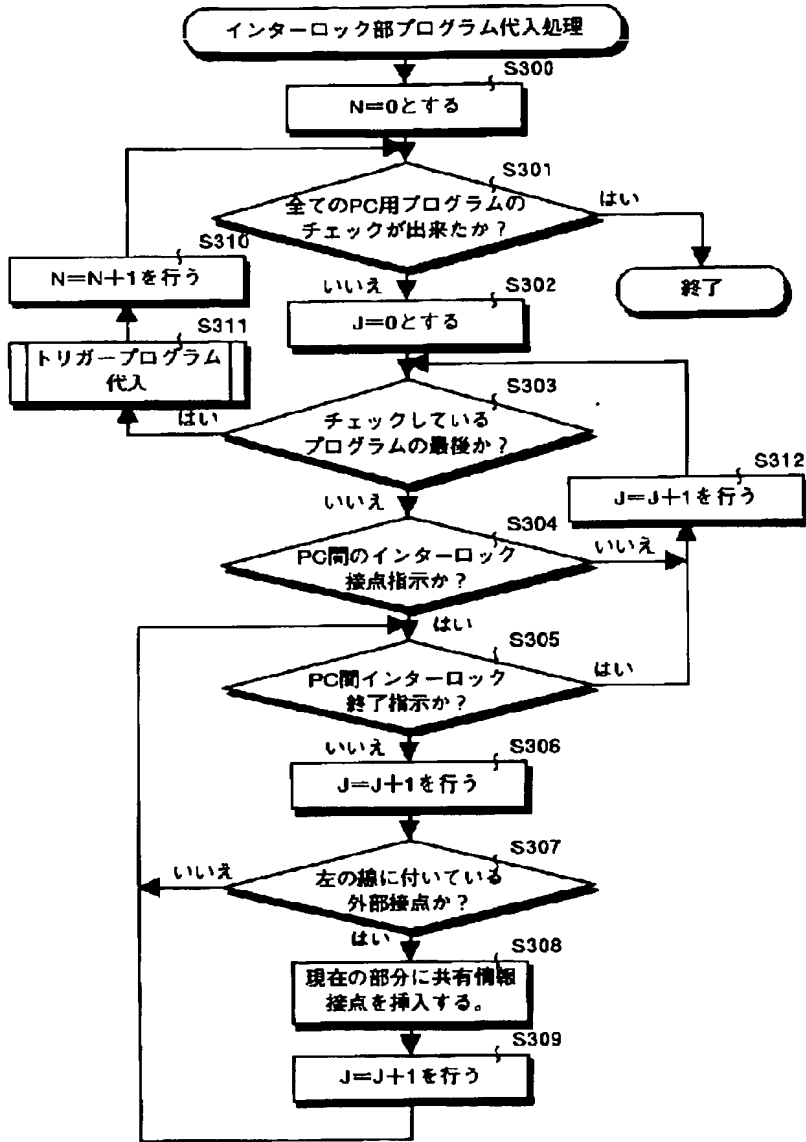 インターロック部プログラム代入処理
S300
N=0とする
S301
全てのPC用プログラムの
チェックが出来たか？
はい
終了
いいえ
S302
J=0とする
S310
N=N+1を行う
S311
トリガープログラム
代入
はい
S303
チェックしている
プログラムの最後か？
いいえ
S312
J=J+1を行う
S304
PC間のインターロック
接点指示か？
いいえ
はい
S305
PC間インターロック
終了指示か？
はい
いいえ
S306
J=J+1を行う
S307
左の線に付いている
外部接点か？
いいえ
はい
S308
現在の部分に共有情報
接点を挿入する。
S309
J=J+1を行う